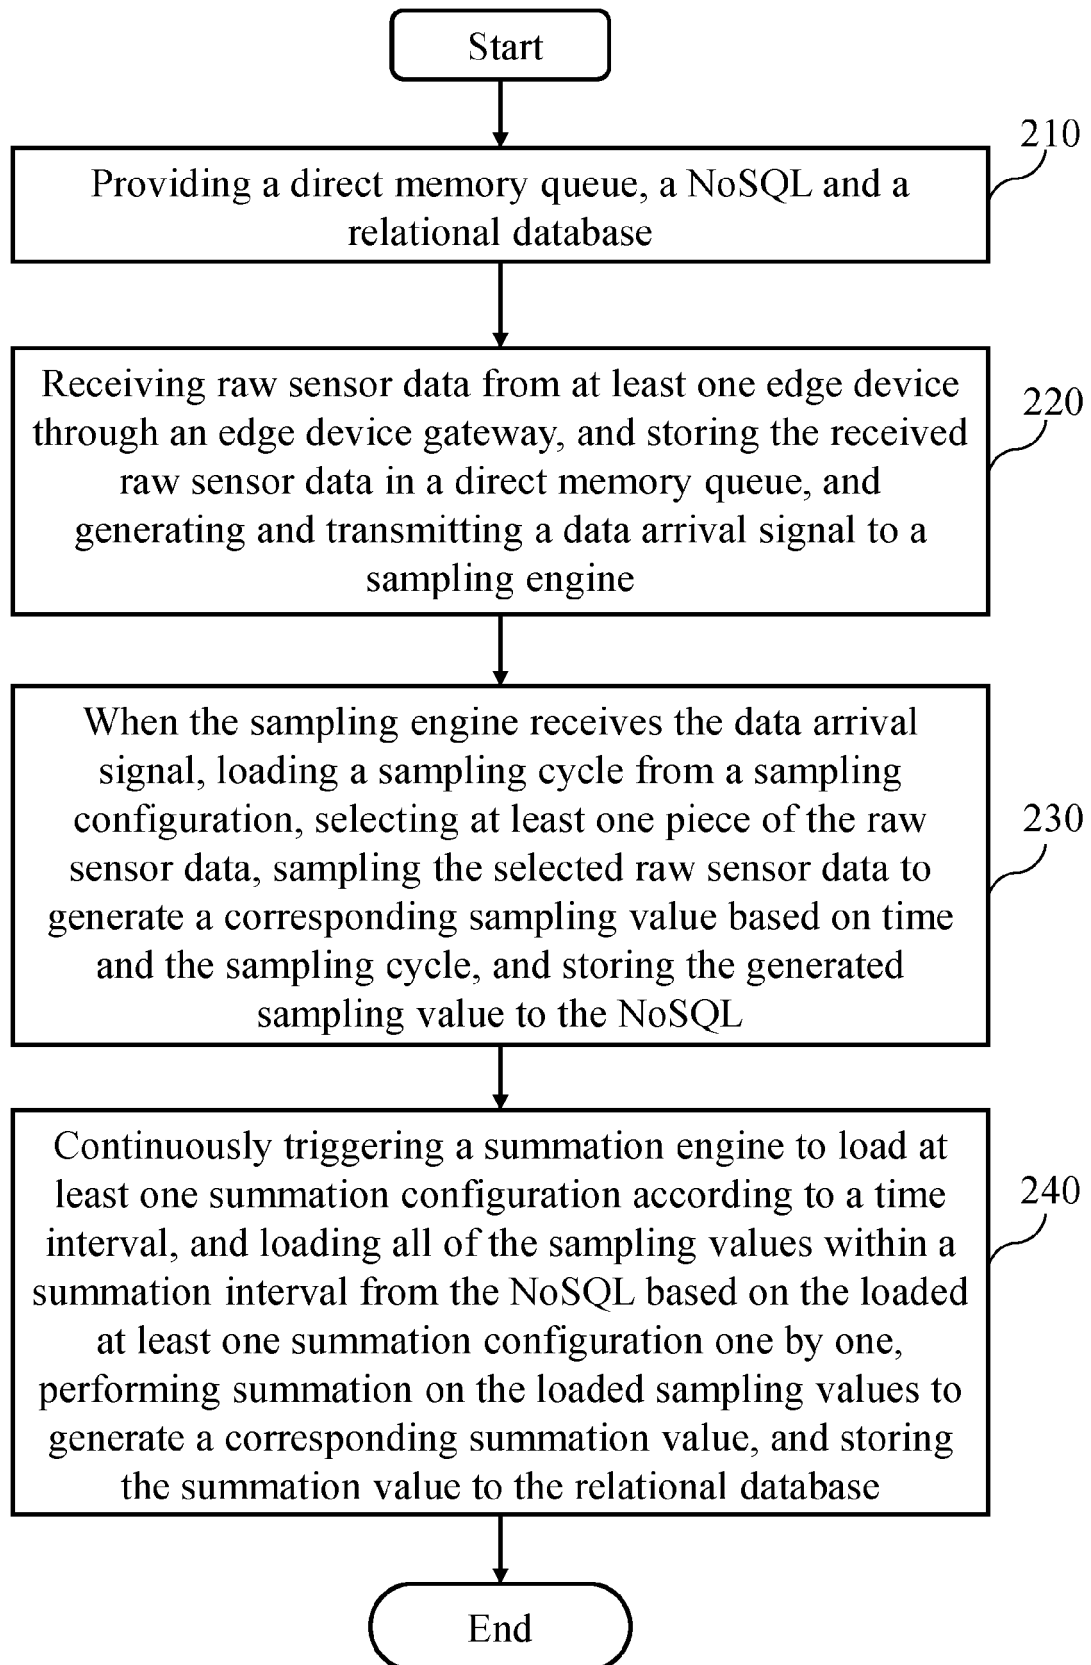 Start
210
Providing a direct memory queue, a NoSQL and a
relational database
220
Receiving raw sensor data from at least one edge device
through an edge device gateway, and storing the received
raw sensor data in a direct memory queue, and
generating and transmitting a data arrival signal to a
sampling engine
230
When the sampling engine receives the data arrival
signal, loading a sampling cycle from a sampling
configuration, selecting at least one piece of the raw
sensor data, sampling the selected raw sensor data to
generate a corresponding sampling value based on time
and the sampling cycle, and storing the generated
sampling value to the NoSQL
240
Continuously triggering a summation engine to load at
least one summation configuration according to a time
interval, and loading all of the sampling values within a
summation interval from the NoSQL based on the loaded
at least one summation configuration one by one,
performing summation on the loaded sampling values to
generate a corresponding summation value, and storing
the summation value to the relational database
End